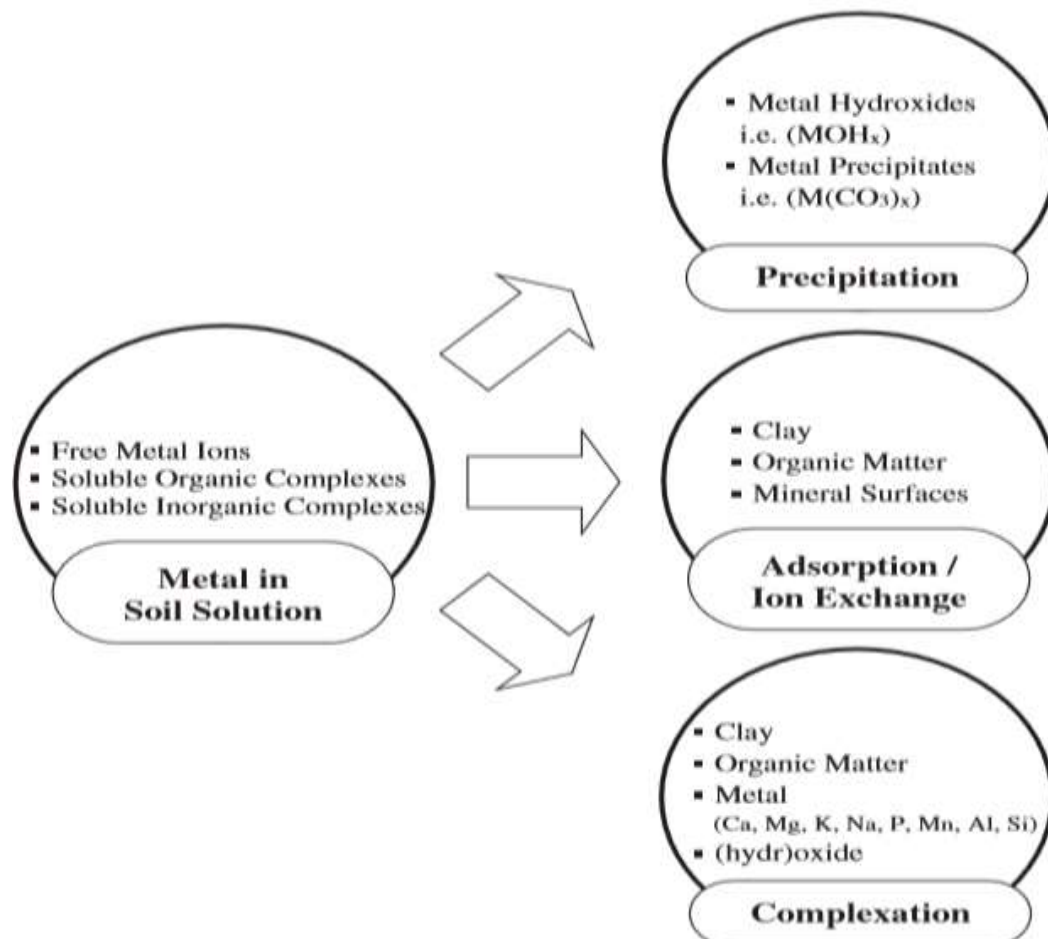 ▪ Metal Hydroxides
i.e. (MOHₓ)
▪ Metal Precipitates
i.e. (M(CO₃)ₓ)
Precipitation
▪ Free Metal Ions
▪ Soluble Organic Complexes
▪ Soluble Inorganic Complexes
Metal in
Soil Solution
▪ Clay
▪ Organic Matter
▪ Mineral Surfaces
Adsorption /
Ion Exchange
▪ Clay
▪ Organic Matter
▪ Metal
(Ca, Mg, K, Na, P, Mn, Al, Si)
▪ (hydr)oxide
Complexation